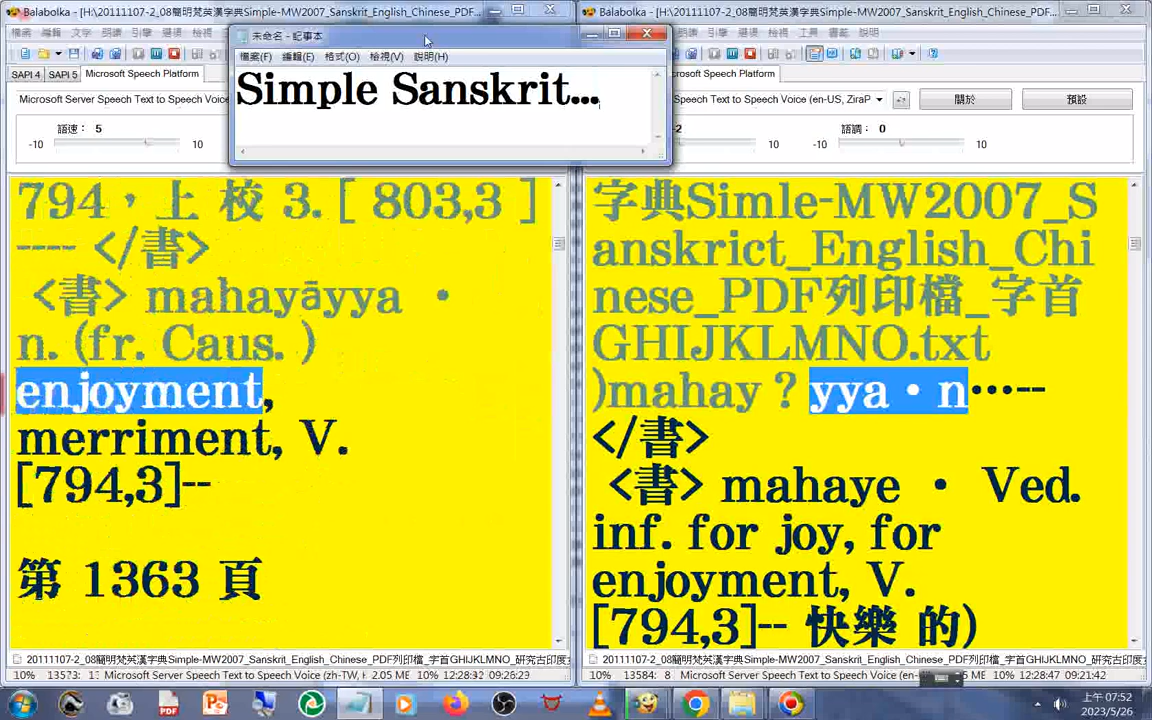 Balabolka - [H:\20111107-2_08簡明梵英漢字典Simple-MW2007_Sanskrit_English_Chinese_PDF...
Balabolka - [H:\20111107-2_08簡明梵英漢字典Simple-MW2007_Sanskrit_English_Chinese_PDF...
未命名 - 記事本
檔案(F) 編輯(E) 格式(O) 檢視(V) 說明(H)
Simple Sanskrit...
SAPI 4 SAPI 5 Microsoft Speech Platform
Microsoft Server Speech Text to Speech Voice
語速： 5
-10 10
Speech Platform
Speech Text to Speech Voice (en-US, ZiraP
關於 預設
-2 語調： 0
10 -10 10
794，上 校 3. [ 803,3 ]
--- </書>
<書> mahayāyya •
n. (fr. Caus. )
enjoyment,
merriment, V.
[794,3]--
第 1363 頁
字典Simle-MW2007_S
anskrict_English_Chi
nese_PDF列印檔_字首
GHIJKLMNO.txt
)mahay？yya•n…--
</書>
<書> mahaye • Ved.
inf. for joy, for
enjoyment, V.
[794,3]-- 快樂 的)
20111107-2_08簡明梵英漢字典Simple-MW2007_Sanskrit_English_Chinese_PDF列印檔_字首GHIJKLMNO_研究古印度
20111107-2_08簡明梵英漢字典Simple-MW2007_Sanskrit_English_Chinese_PDF列印檔_字首GHIJKLMNO_研究古印度
10% 13573: Microsoft Server Speech Text to Speech Voice (zh-TW, 2.05 ME 10% 12:28:32 09:26:29
10% 13584: 8 Microsoft Server Speech Text to Speech Voice ME 10% 12:28:47 09:21:42
上午 07:52
2023/5/26